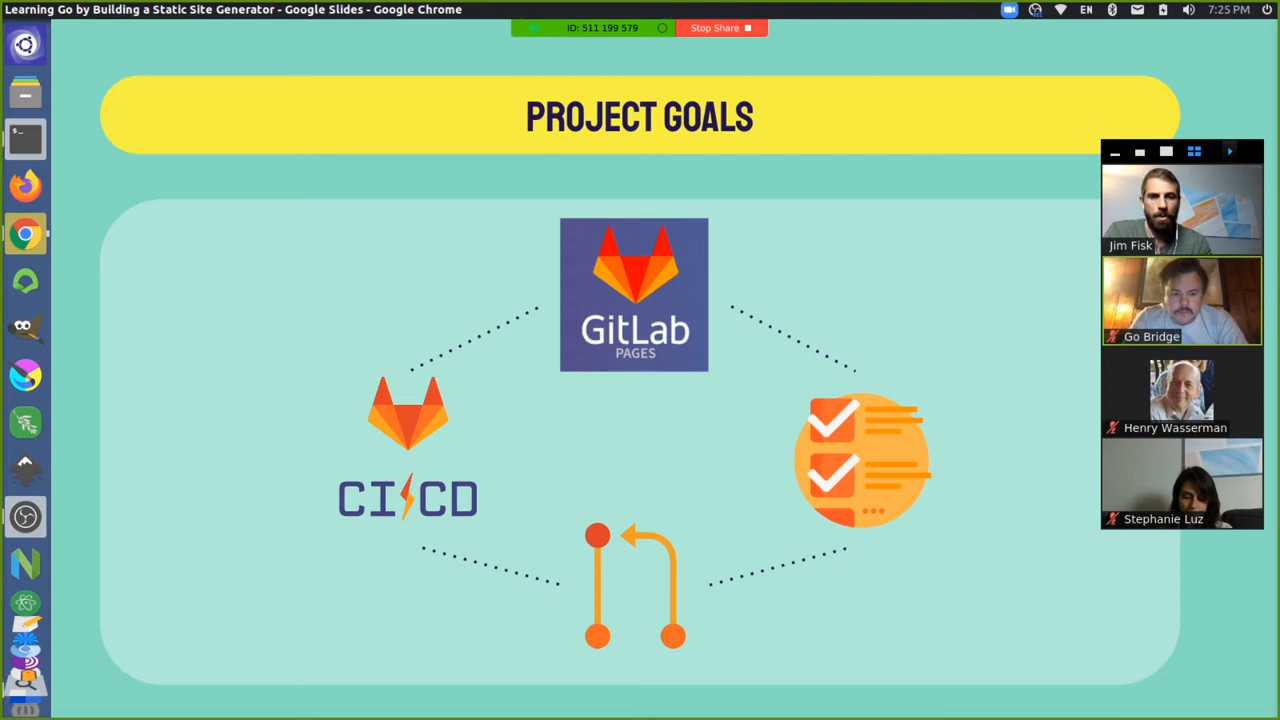 Learning Go by Building a Static Site Generator - Google Slides - Google Chrome
EN
7:25 PM
ID: 511 199 579
Stop Share
PROJECT GOALS
GitLab
PAGES
CI CD
Jim Fisk
Go Bridge
Henry Wasserman
Stephanie Luz